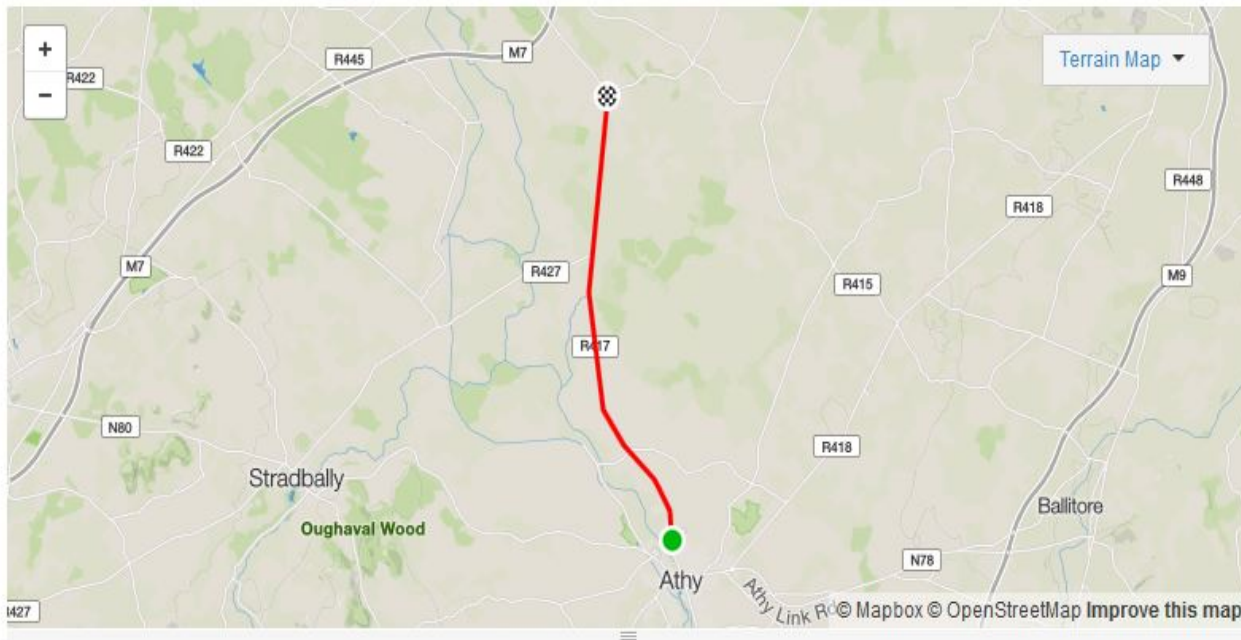 +
−
R422
R445
M7
Terrain Map
R422
R448
R418
M7
R427
M9
R415
R417
N80
R418
Stradbally
Ballitore
Oughaval Wood
N78
Athy
Athy Link Rd
427
© Mapbox © OpenStreetMap Improve this map